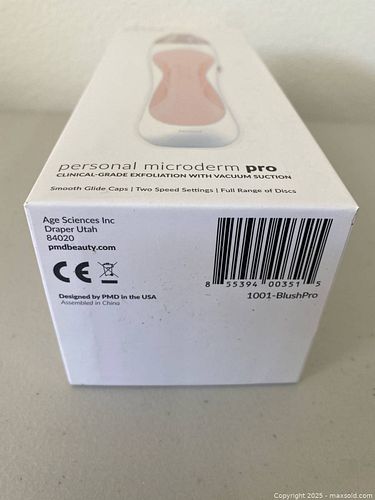 personal microderm pro
CLINICAL-GRADE EXFOLIATION WITH VACUUM SUCTION
Smooth Glide Caps | Two Speed Settings | Full Range of Discs
Age Sciences Inc
Draper Utah
84020
pmdbeauty.com
CE
Designed by PMD in the USA
Assembled in China
8 55394 00351 5
1001-BlushPro
Copyright 2025 - maxsold.com